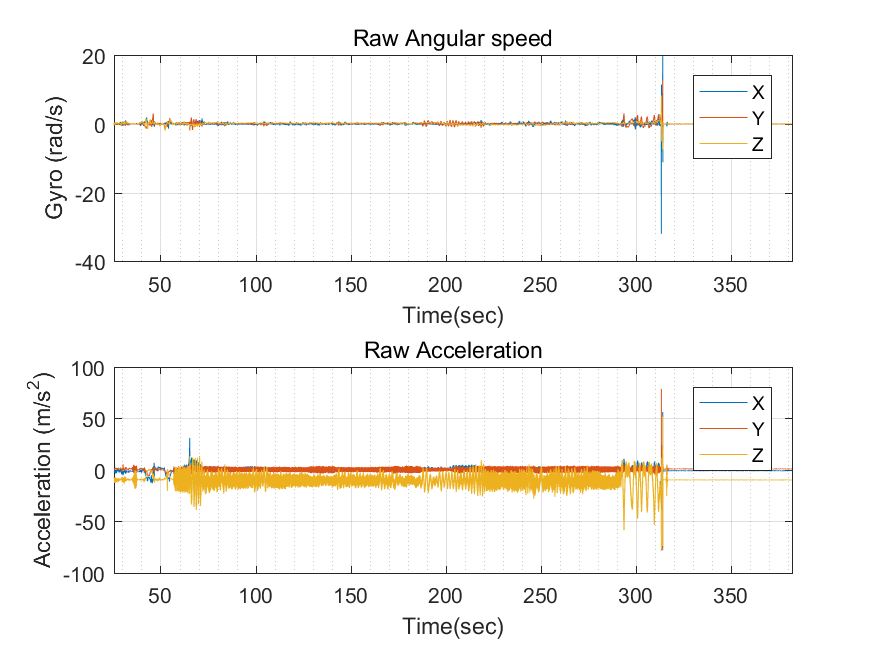 Raw Angular speed
20
0
-20
-40
Gyro (rad/s)
X
Y
Z
50 100 150 200 250 300 350
Time(sec)
Raw Acceleration
100
50
0
-50
-100
Acceleration (m/s²)
X
Y
Z
50 100 150 200 250 300 350
Time(sec)